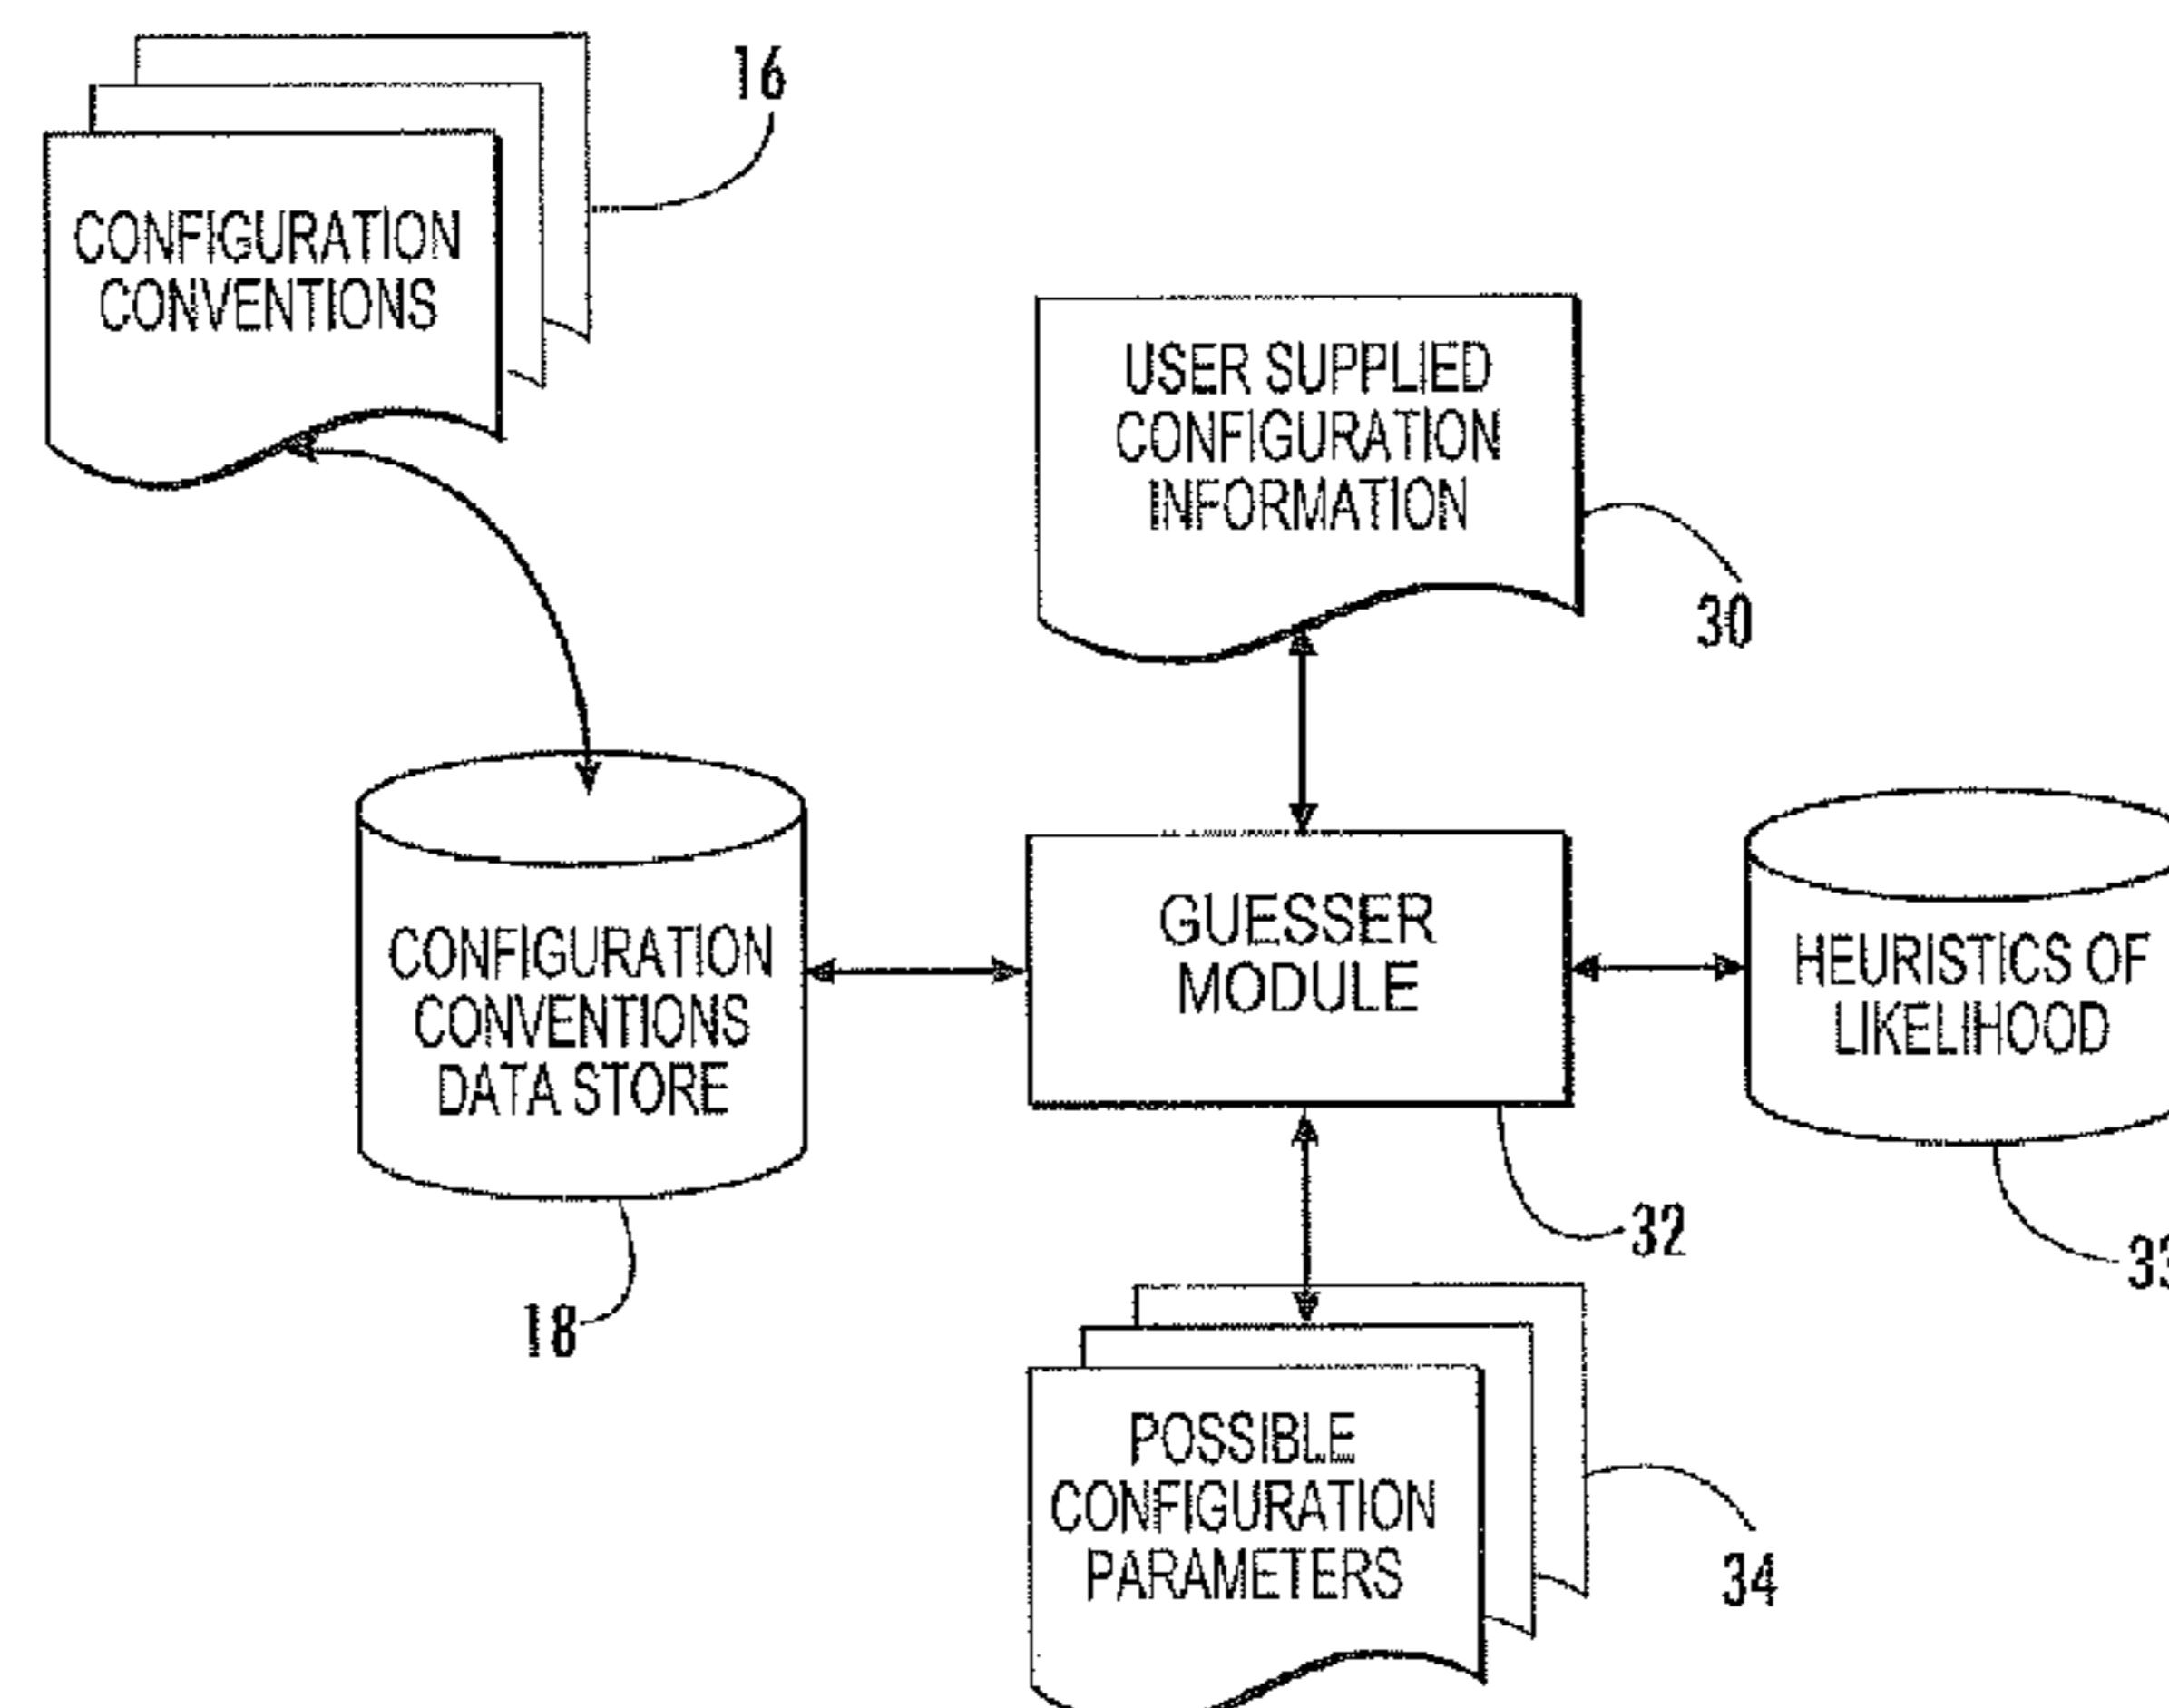 16
CONFIGURATION
CONVENTIONS
USER SUPPLIED
CONFIGURATION
INFORMATION
30
CONFIGURATION
CONVENTIONS
DATA STORE
18
GUESSER
MODULE
32
HEURISTICS OF
LIKELIHOOD
33
POSSIBLE
CONFIGURATION
PARAMETERS
34